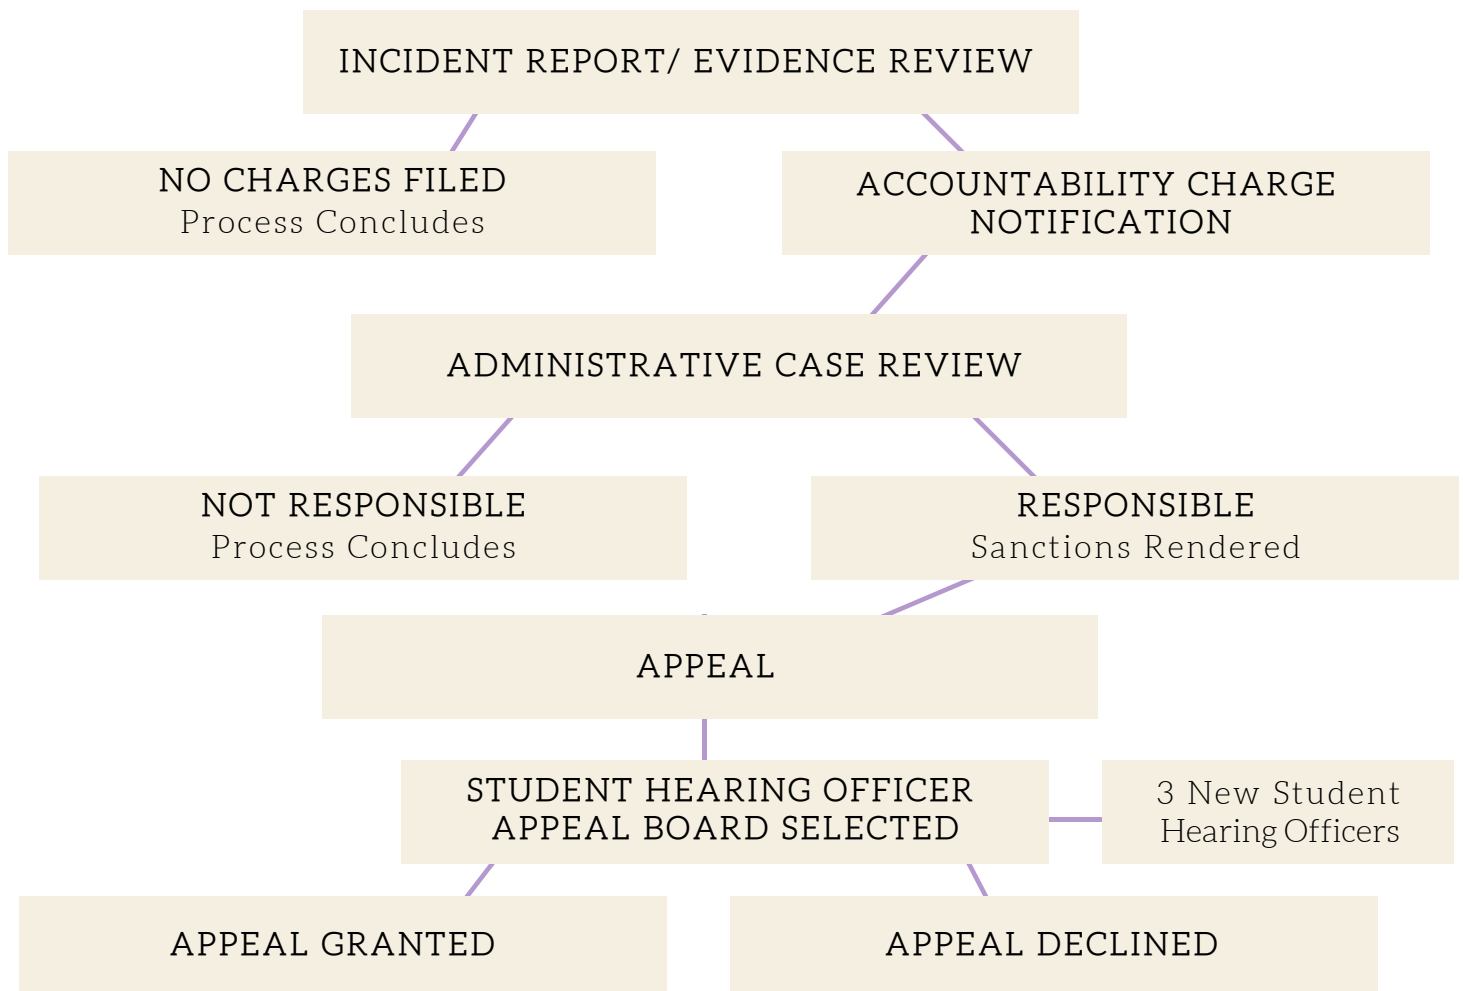 INCIDENT REPORT/ EVIDENCE REVIEW
NO CHARGES FILED
Process Concludes
ACCOUNTABILITY CHARGE
NOTIFICATION
ADMINISTRATIVE CASE REVIEW
NOT RESPONSIBLE
Process Concludes
RESPONSIBLE
Sanctions Rendered
APPEAL
STUDENT HEARING OFFICER
APPEAL BOARD SELECTED
3 New Student
Hearing Officers
APPEAL GRANTED
APPEAL DECLINED